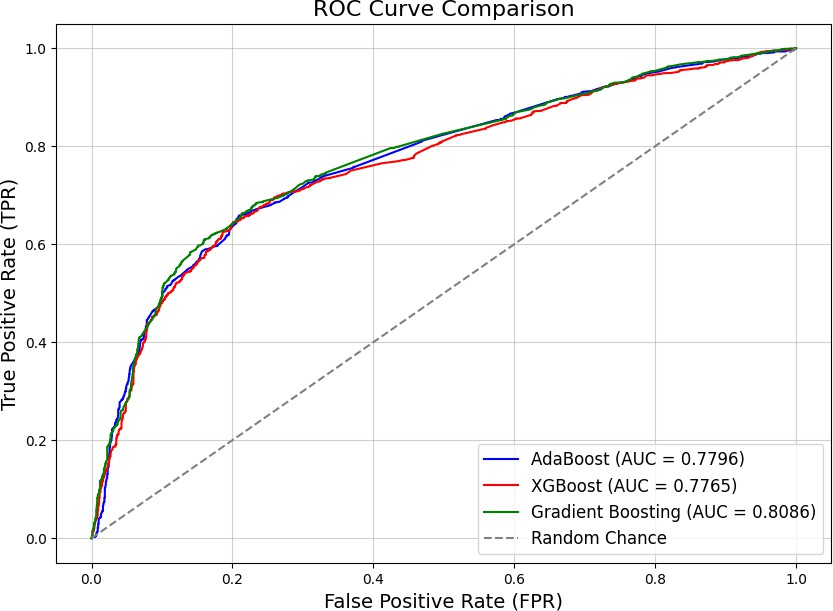 ROC Curve Comparison
True Positive Rate (TPR)
1.0
0.8
0.6
0.4
0.2
0.0
AdaBoost (AUC = 0.7796)
XGBoost (AUC = 0.7765)
Gradient Boosting (AUC = 0.8086)
Random Chance
0.0 0.2 0.4 0.6 0.8 1.0
False Positive Rate (FPR)